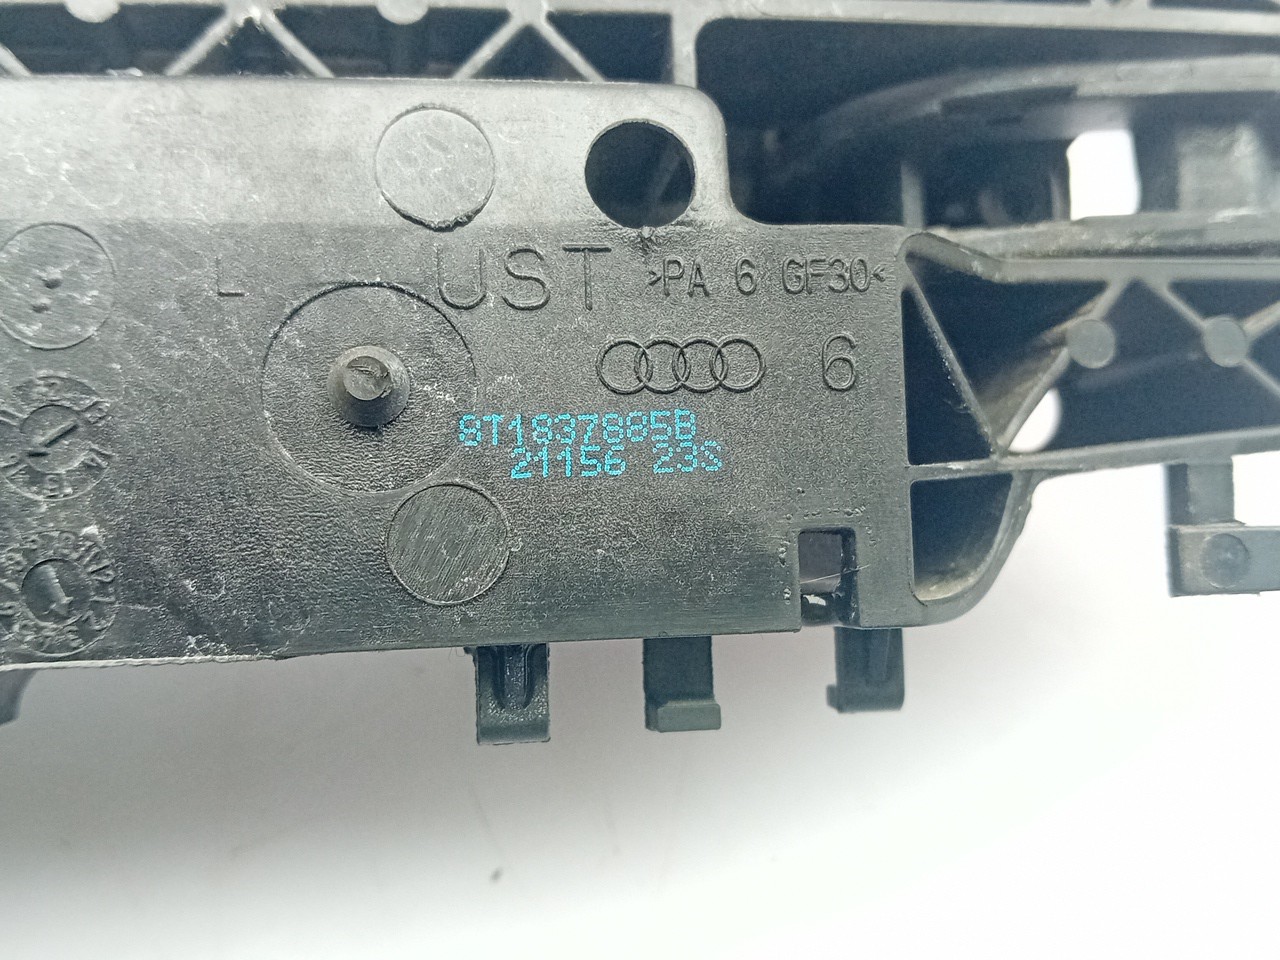 UST >PA 6 GF30<
L
6
8T1837885B
21156 23S